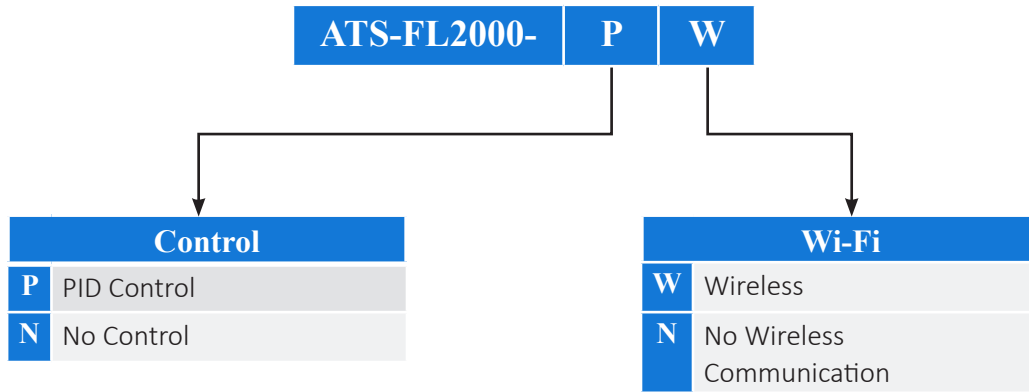 ATS-FL2000- P W
Control
P PID Control
N No Control
Wi-Fi
W Wireless
N No Wireless
Communication